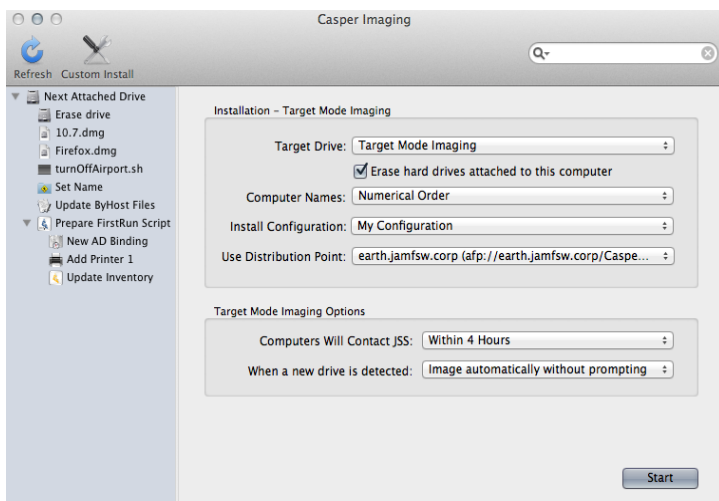 Casper Imaging
Refresh Custom Install
Next Attached Drive
Erase drive
10.7.dmg
Firefox.dmg
turnOffAirport.sh
Set Name
Update ByHost Files
Prepare FirstRun Script
New AD Binding
Add Printer 1
Update Inventory
Installation – Target Mode Imaging
Target Drive: Target Mode Imaging
Erase hard drives attached to this computer
Computer Names: Numerical Order
Install Configuration: My Configuration
Use Distribution Point: earth.jamfsw.corp (afp://earth.jamfsw.corp/Caspe...
Target Mode Imaging Options
Computers Will Contact JSS: Within 4 Hours
When a new drive is detected: Image automatically without prompting
Start